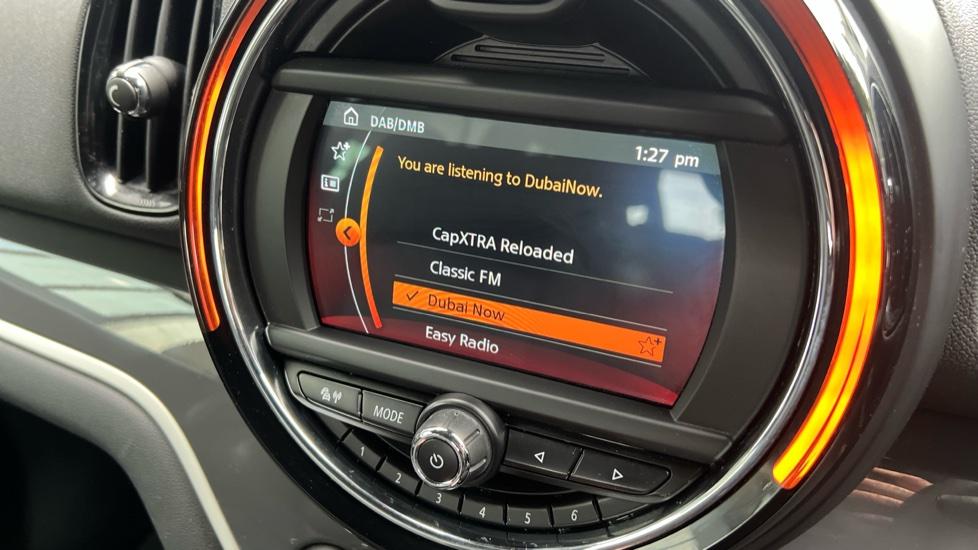 DAB/DMB
1:27 pm
You are listening to DubaiNow.
CapXTRA Reloaded
Classic FM
Dubai Now
Easy Radio
MODE
1
2
3
4
5
6